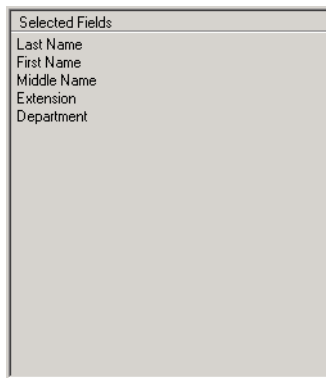 Selected Fields
Last Name
First Name
Middle Name
Extension
Department